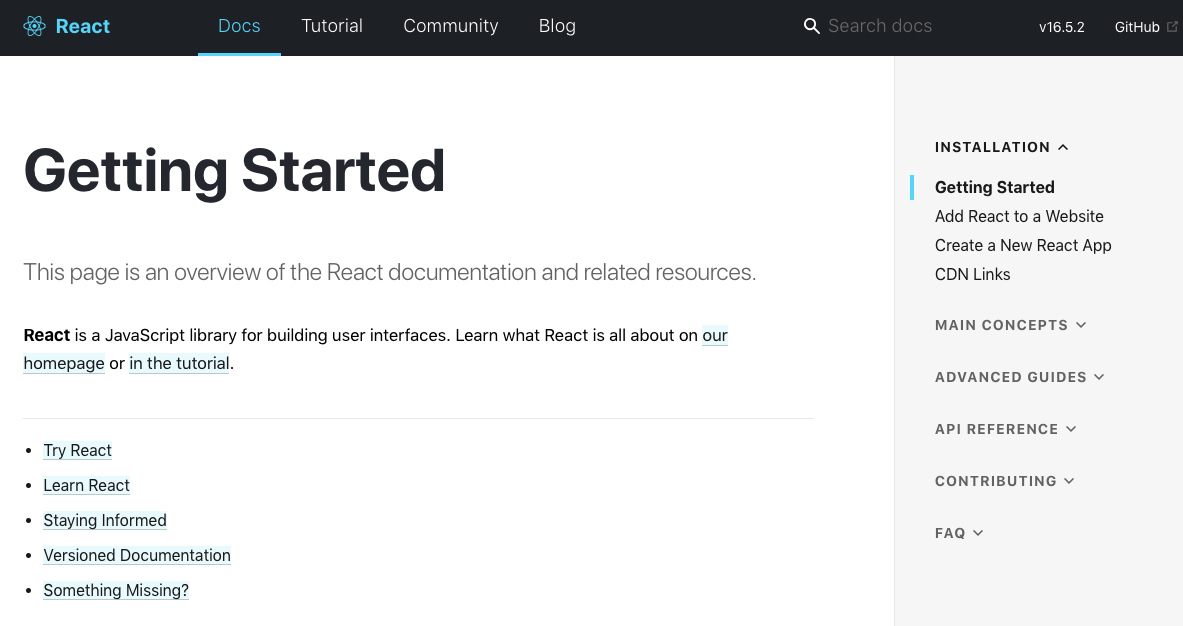 React Docs Tutorial Community Blog Search docs v16.5.2 GitHub
Getting Started
This page is an overview of the React documentation and related resources.
React is a JavaScript library for building user interfaces. Learn what React is all about on our
homepage or in the tutorial.
Try React
Learn React
Staying Informed
Versioned Documentation
Something Missing?
INSTALLATION
Getting Started
Add React to a Website
Create a New React App
CDN Links
MAIN CONCEPTS
ADVANCED GUIDES
API REFERENCE
CONTRIBUTING
FAQ